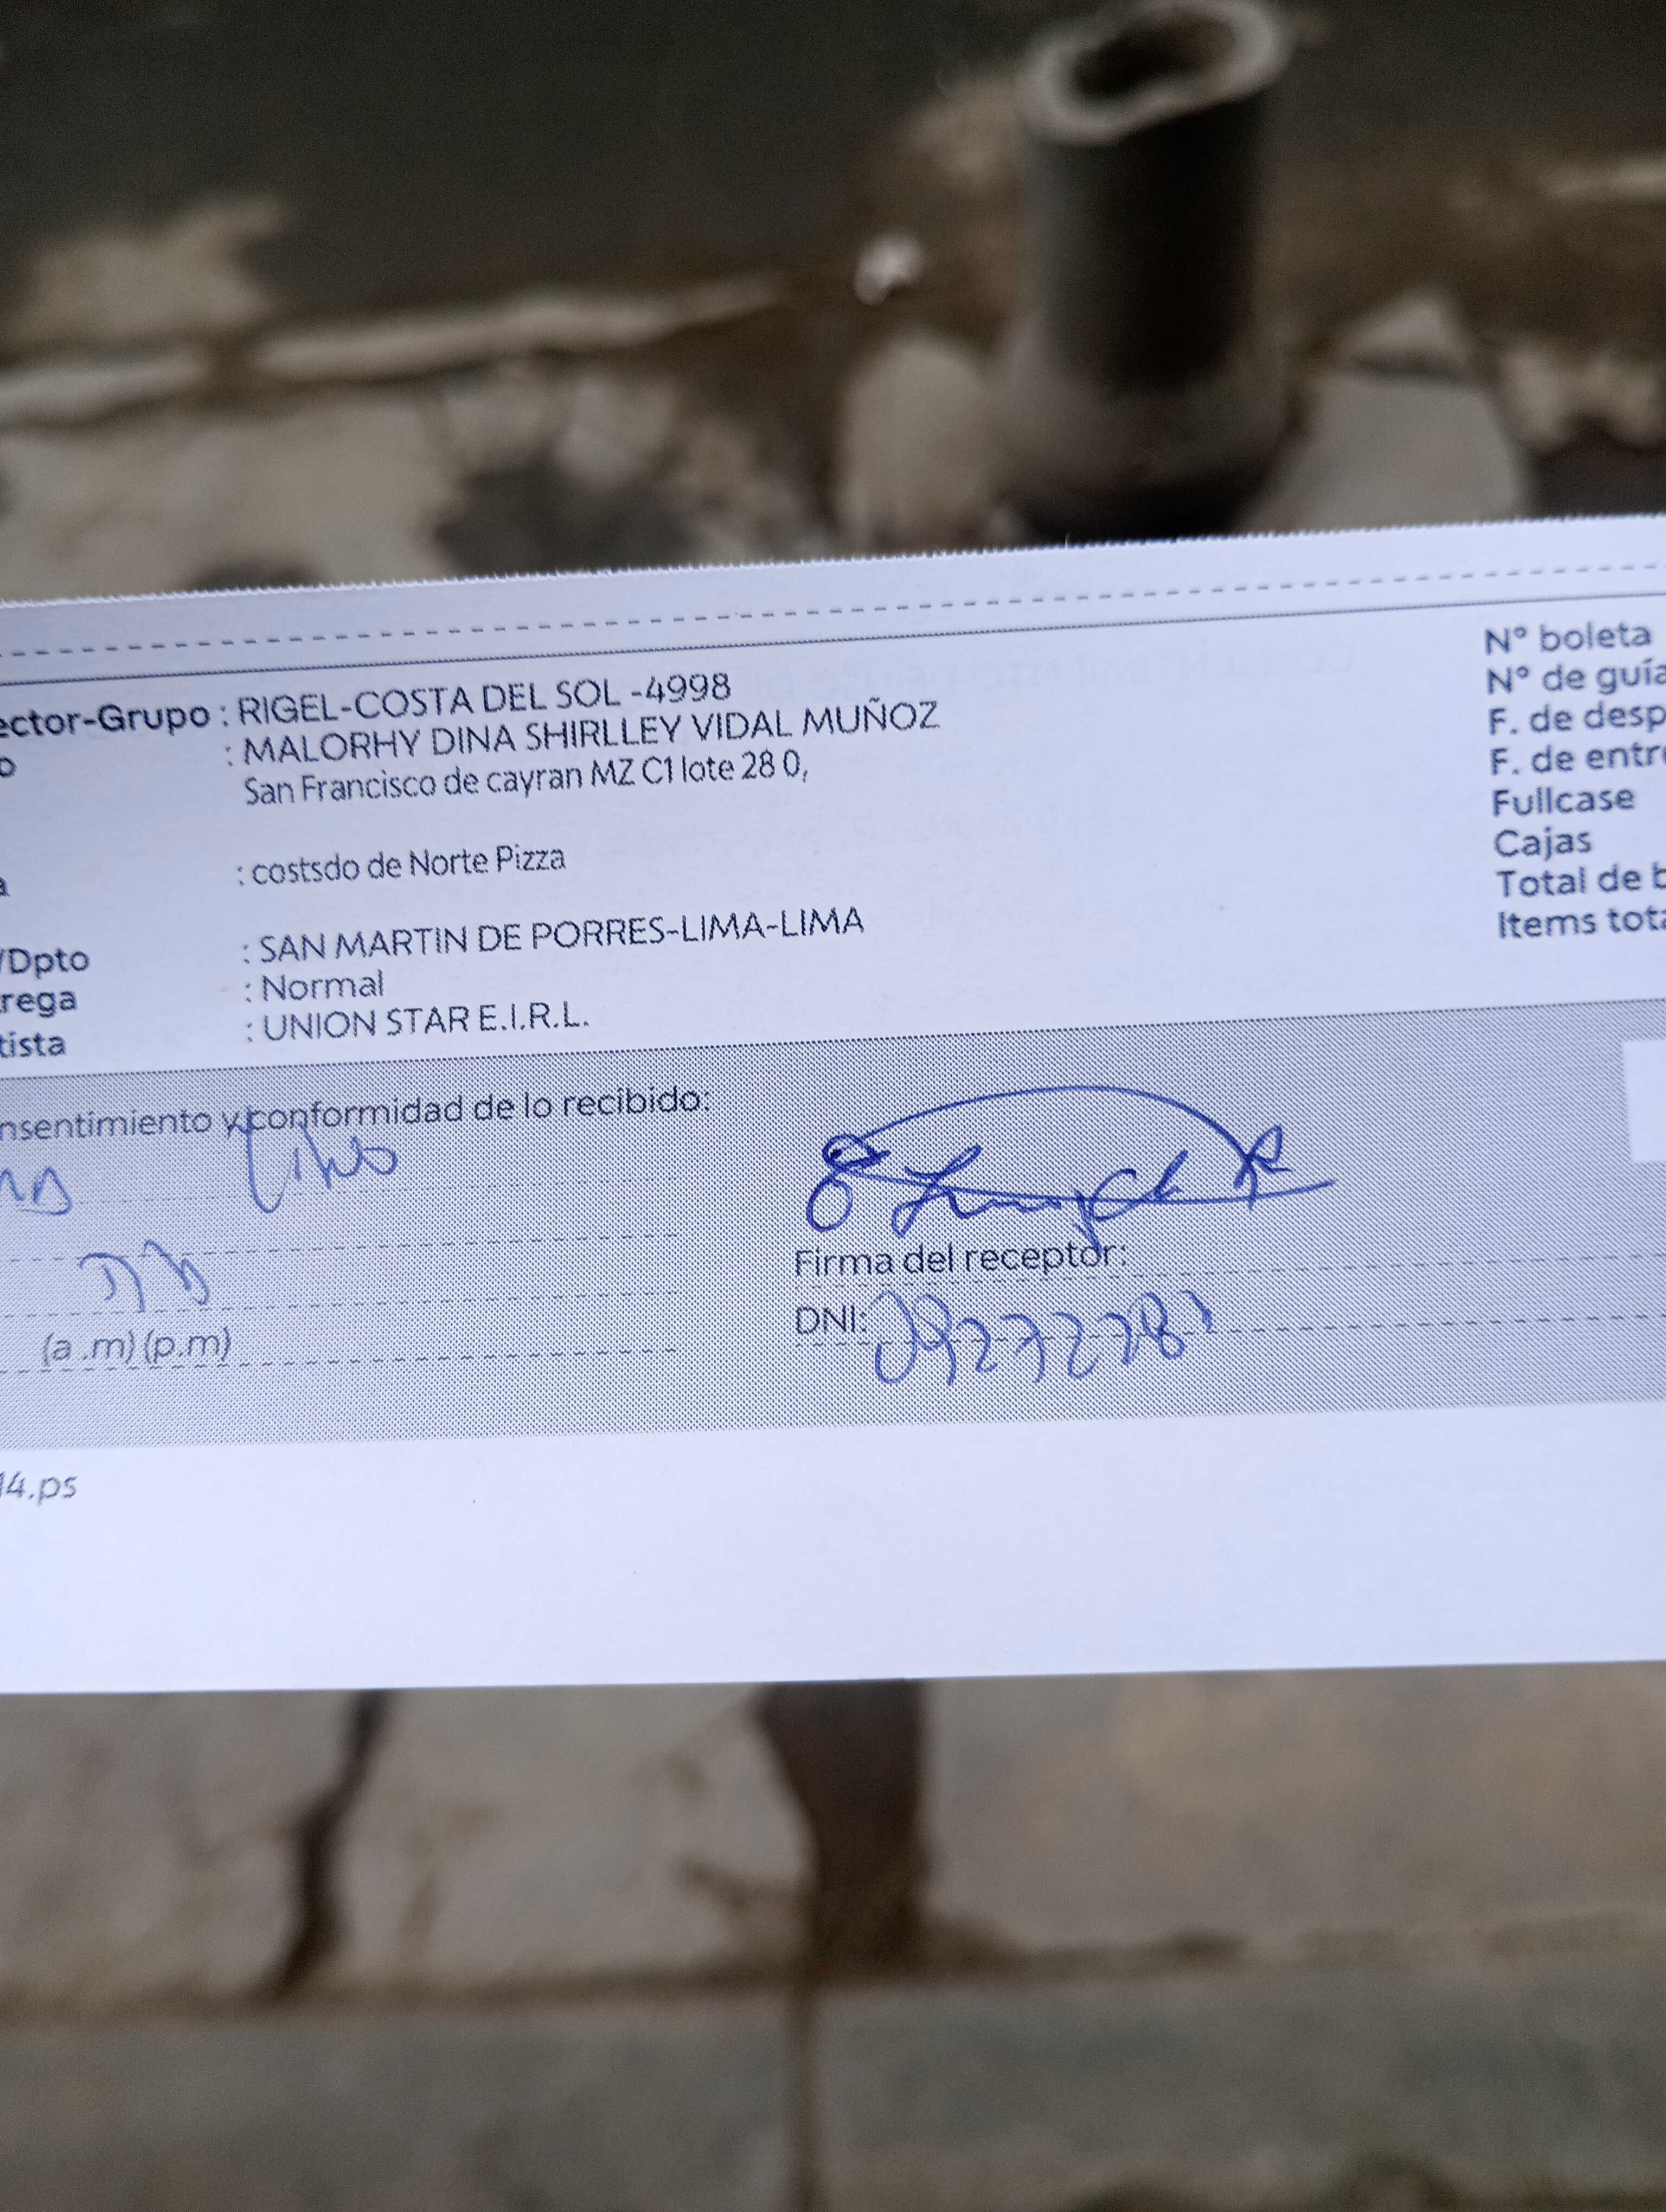 ector-Grupo : RIGEL-COSTA DEL SOL -4998
o : MALORHY DINA SHIRLLEY VIDAL MUÑOZ
San Francisco de cayran MZ C1 lote 28 0,
a : costsdo de Norte Pizza
/Dpto : SAN MARTIN DE PORRES-LIMA-LIMA
rega : Normal
tista : UNION STAR E.I.R.L.
N° boleta
N° de guía
F. de desp
F. de entre
Fullcase
Cajas
Total de b
Items tota
nsentimiento y conformidad de lo recibido:
Firma del receptor:
DNI:
(a .m) (p.m)
14.ps